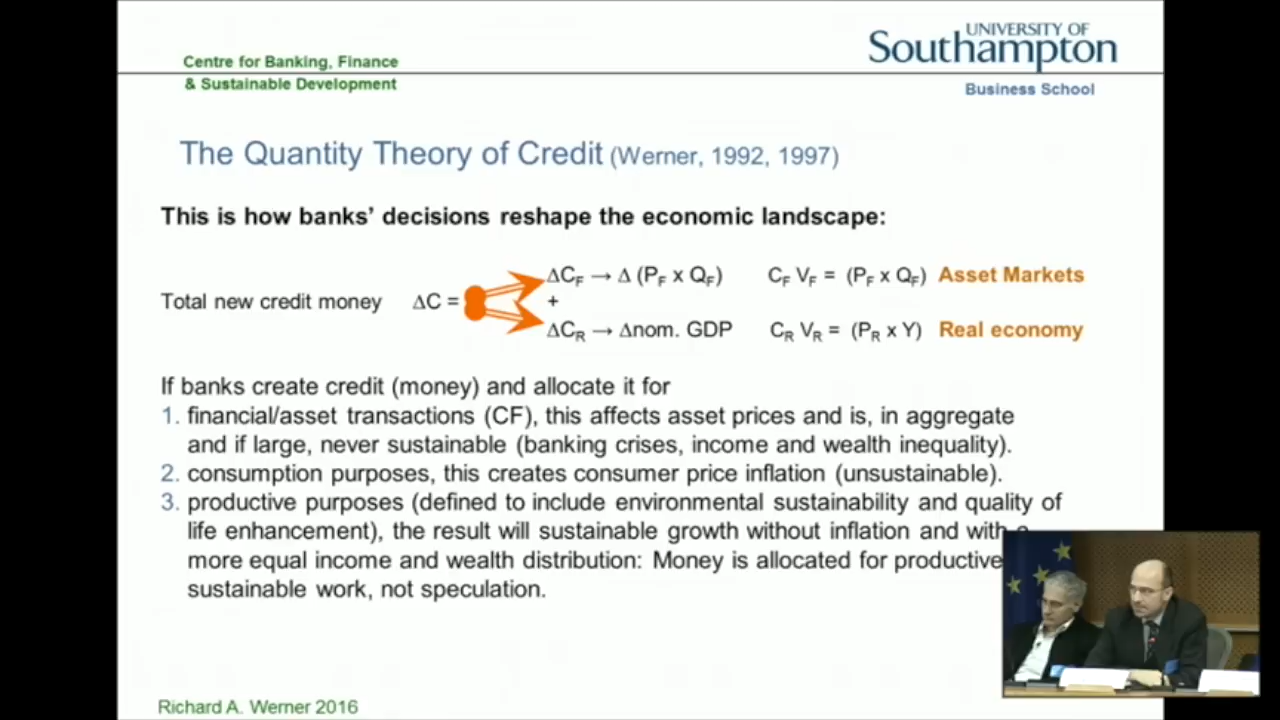 Centre for Banking, Finance
& Sustainable Development
UNIVERSITY OF
Southampton
Business School
The Quantity Theory of Credit (Werner, 1992, 1997)
This is how banks' decisions reshape the economic landscape:
ΔC_F → Δ (P_F x Q_F) C_F V_F = (P_F x Q_F) Asset Markets
Total new credit money ΔC = +
ΔC_R → Δnom. GDP C_R V_R = (P_R x Y) Real economy
If banks create credit (money) and allocate it for
1. financial/asset transactions (CF), this affects asset prices and is, in aggregate
and if large, never sustainable (banking crises, income and wealth inequality).
2. consumption purposes, this creates consumer price inflation (unsustainable).
3. productive purposes (defined to include environmental sustainability and quality of
life enhancement), the result will sustainable growth without inflation and with a
more equal income and wealth distribution: Money is allocated for productive
sustainable work, not speculation.
Richard A. Werner 2016